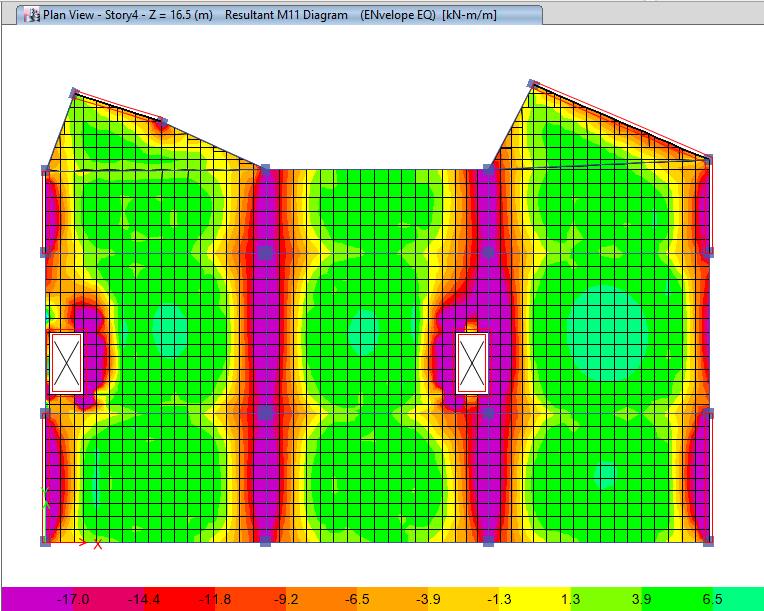 Plan View - Story4 - Z = 16.5 (m)    Resultant M11 Diagram    (ENvelope EQ)  [kN-m/m]
Y
X
-17.0 -14.4 -11.8 -9.2 -6.5 -3.9 -1.3 1.3 3.9 6.5